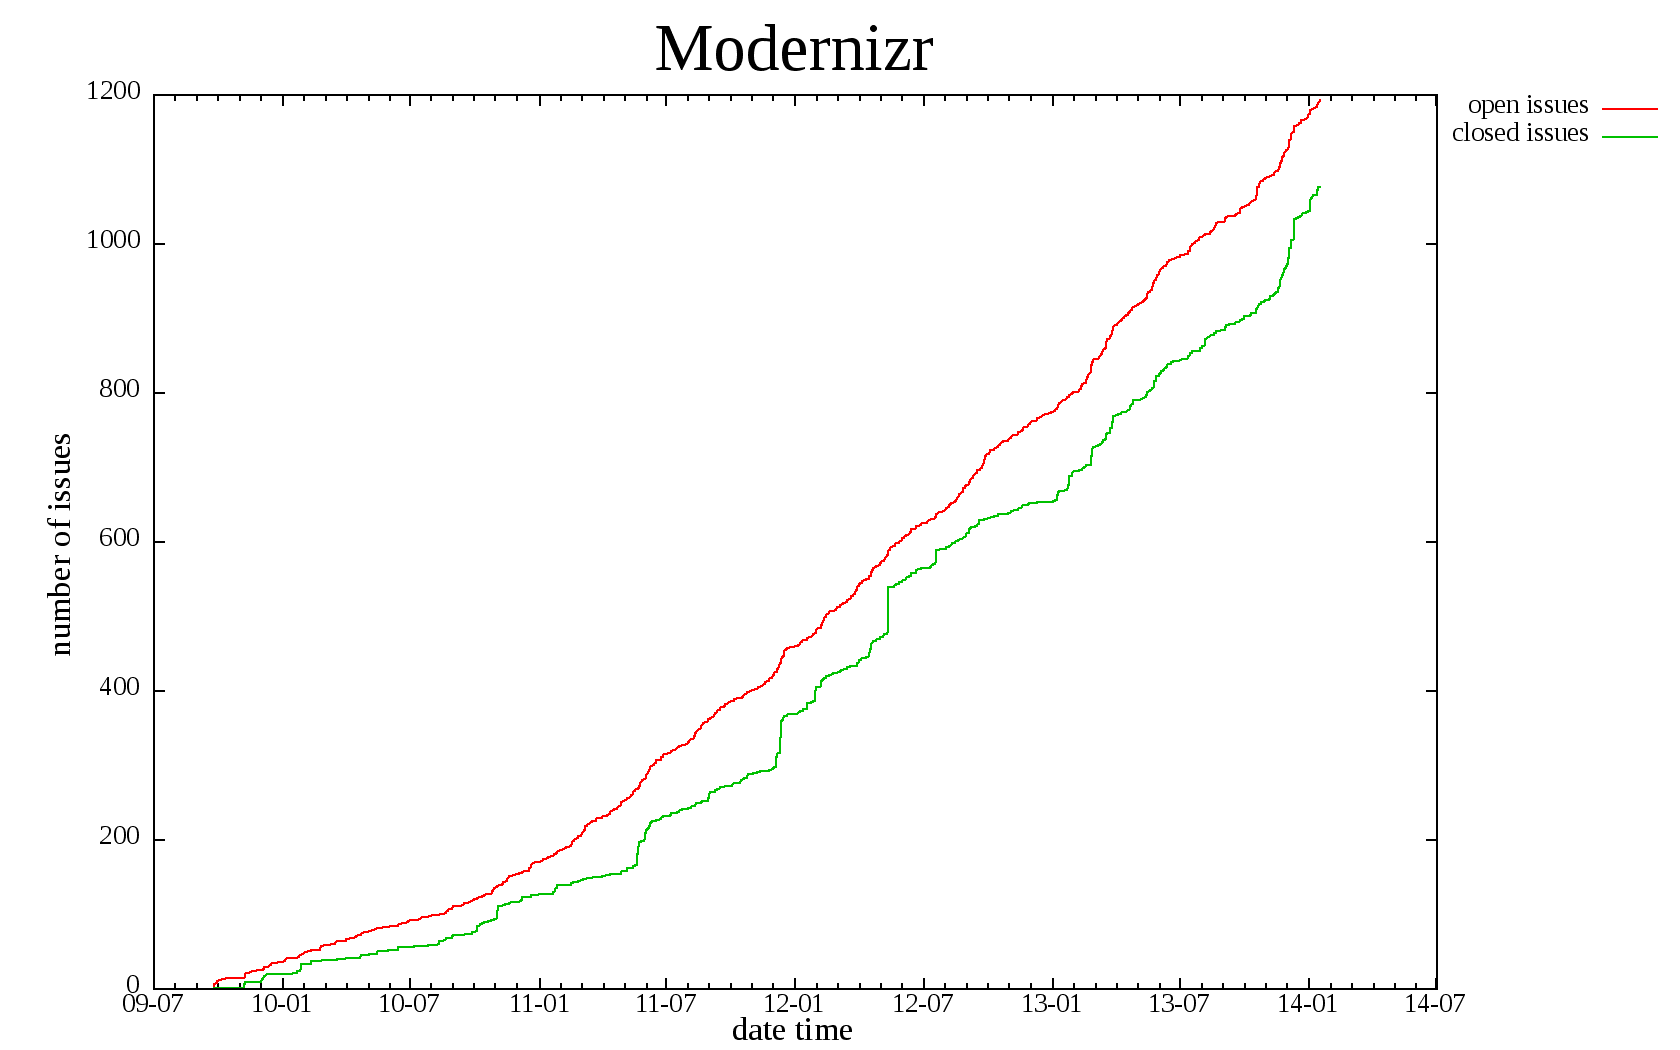 Modernizr
1200
1000
800
600
400
200
0
number of issues
open issues
closed issues
09-07 10-01 10-07 11-01 11-07 12-01 12-07 13-01 13-07 14-01 14-07
date time